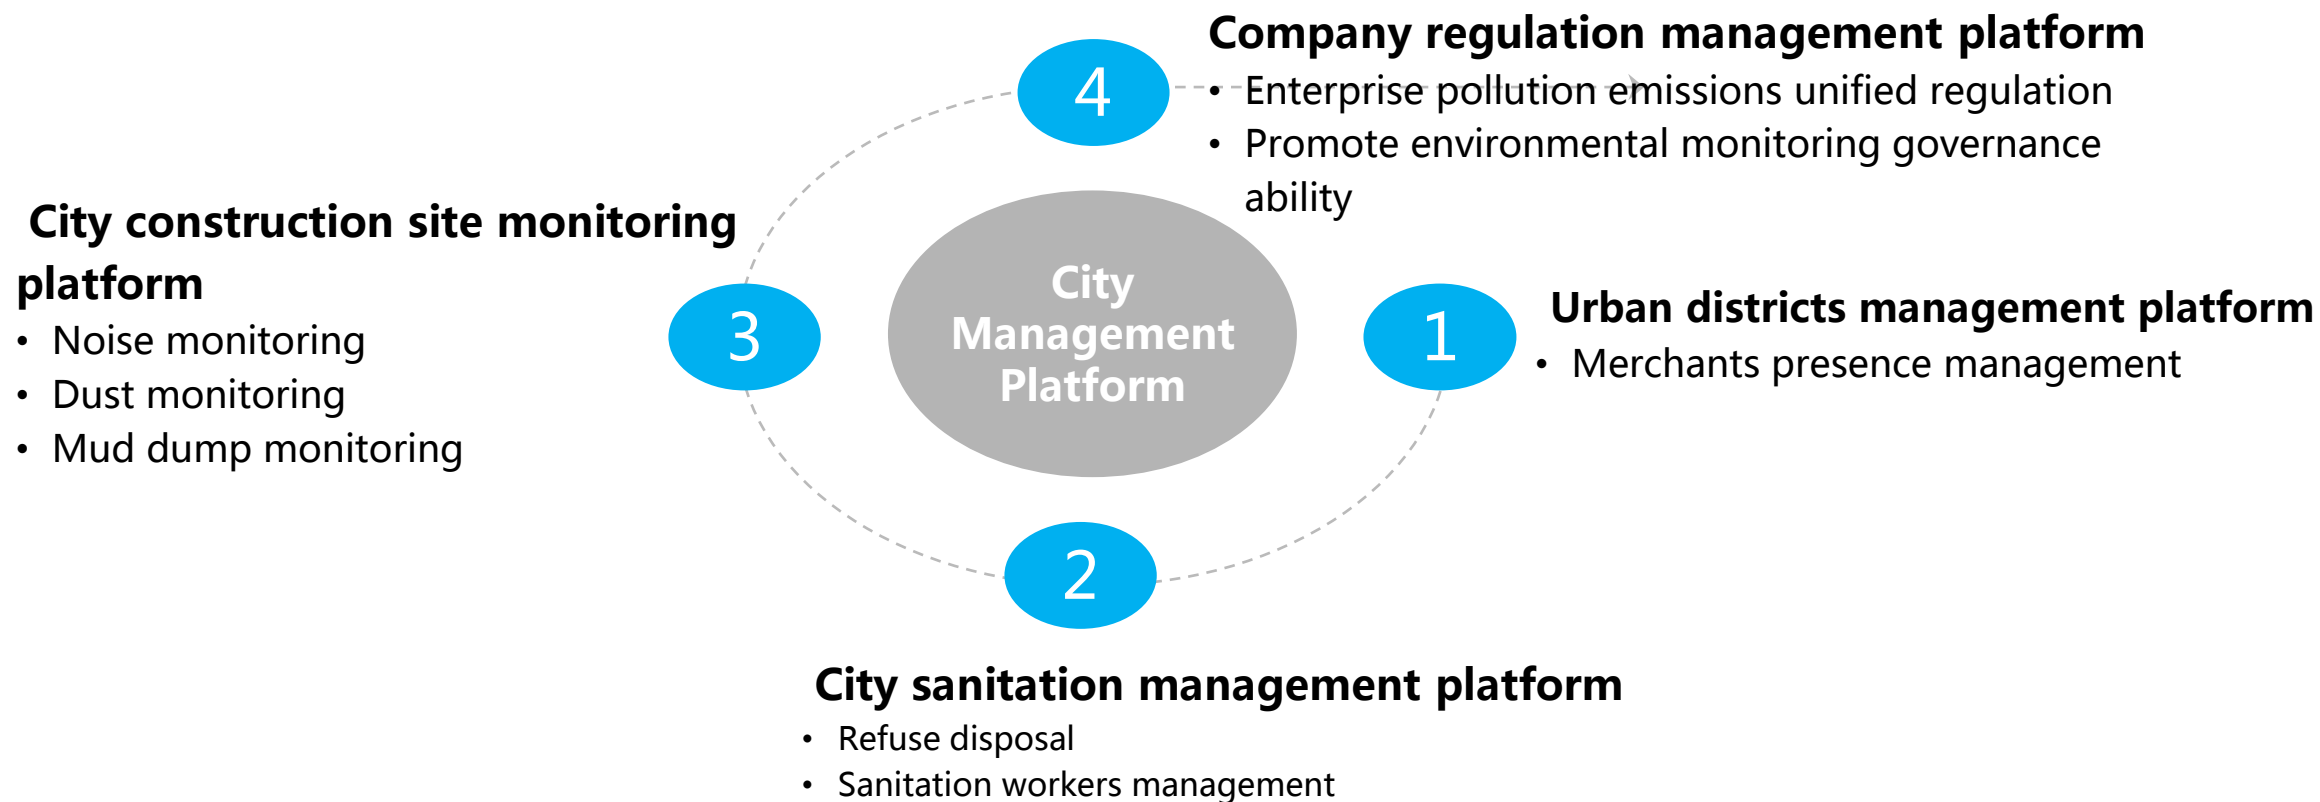 Company regulation management platform
4
• Enterprise pollution emissions unified regulation
• Promote environmental monitoring governance
ability
City construction site monitoring
platform
• Noise monitoring
• Dust monitoring
• Mud dump monitoring
3
City
Management
Platform
1
Urban districts management platform
• Merchants presence management
2
City sanitation management platform
• Refuse disposal
• Sanitation workers management